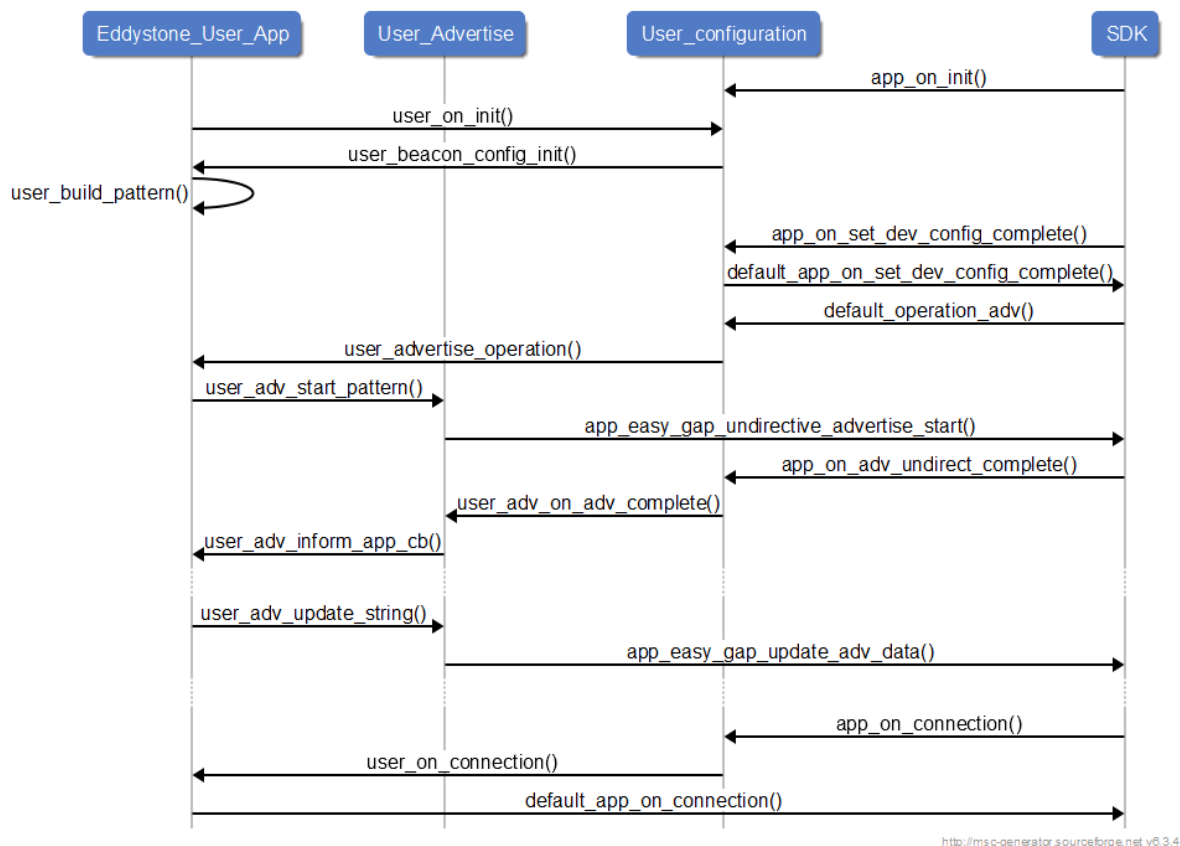 Eddystone_User_App
User_Advertise
User_configuration
SDK
app_on_init()
user_on_init()
user_beacon_config_init()
user_build_pattern()
app_on_set_dev_config_complete()
default_app_on_set_dev_config_complete()
default_operation_adv()
user_advertise_operation()
user_adv_start_pattern()
app_easy_gap_undirective_advertise_start()
app_on_adv_undirect_complete()
user_adv_on_adv_complete()
user_adv_inform_app_cb()
user_adv_update_string()
app_easy_gap_update_adv_data()
app_on_connection()
user_on_connection()
default_app_on_connection()
http://msc-generator.sourceforge.net v6.3.4